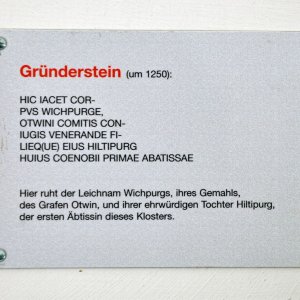 Gründerstein (um 1250):
HIC IACET COR-
PVS WICHPURGE,
OTWINI COMITIS CON-
IUGIS VENERANDE FI-
LIEQ(UE) EIUS HILTIPURG
HUIUS COENOBII PRIMAE ABATISSAE
Hier ruht der Leichnam Wichpurgs, ihres Gemahls,
des Grafen Otwin, und ihrer ehrwürdigen Tochter Hiltipurg,
der ersten Äbtissin dieses Klosters.